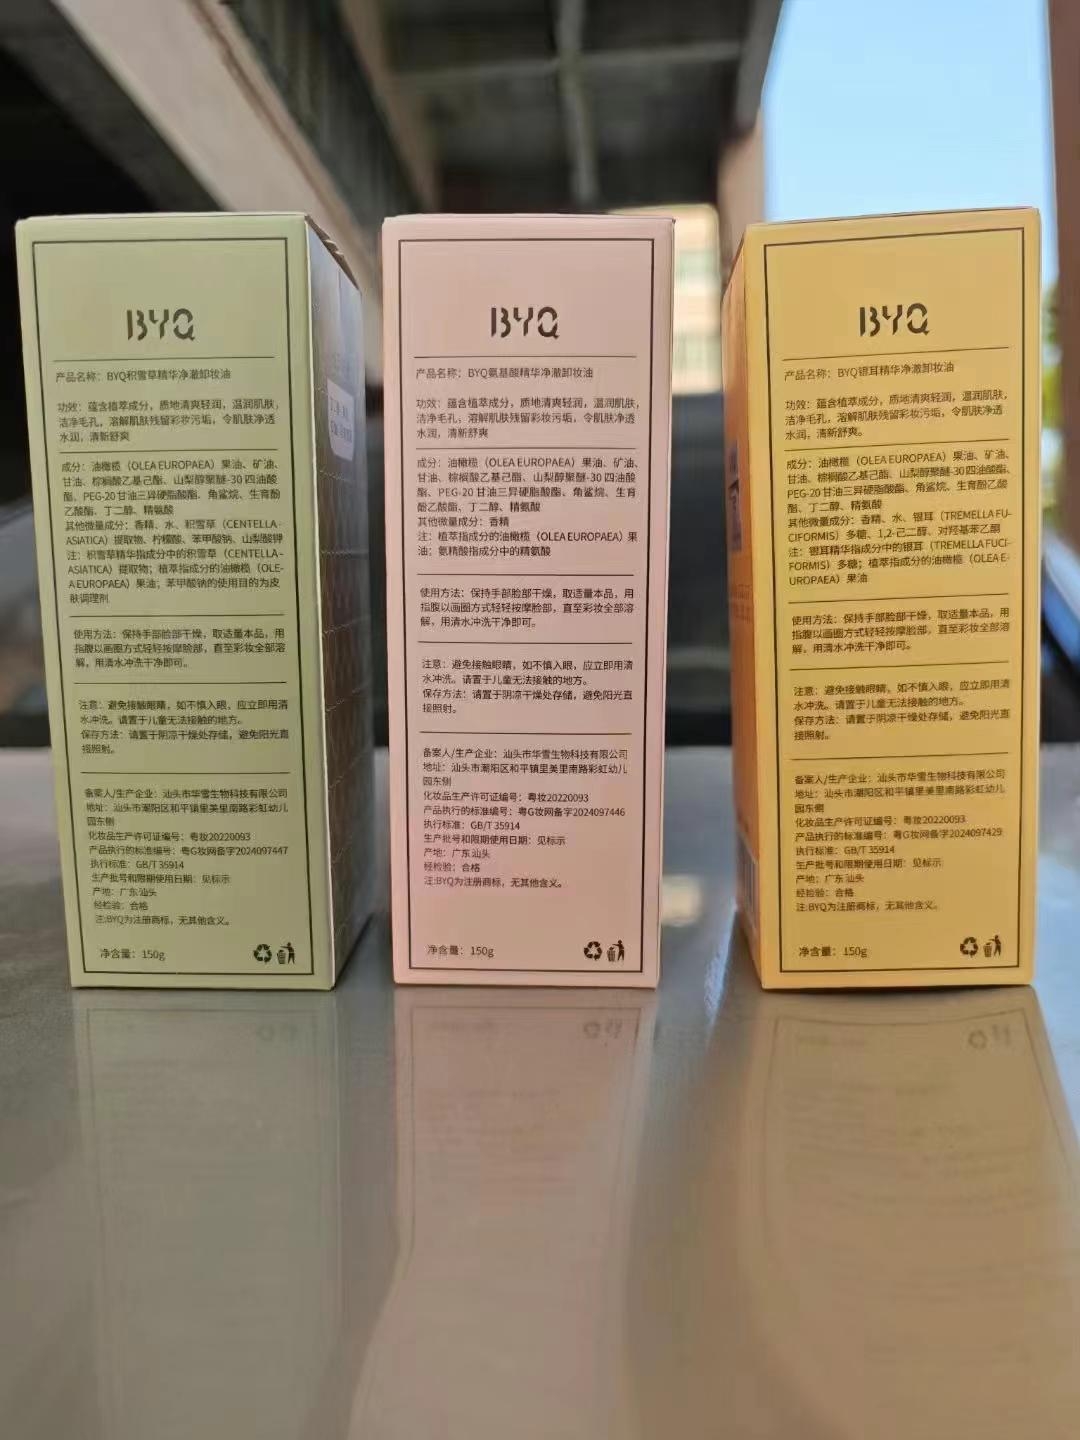 BYQ
产品名称：BYQ积雪草精华净澈卸妆油
功效：蕴含植萃成分，质地清爽轻润，温润肌肤，
洁净毛孔，溶解肌肤残留彩妆污垢，令肌肤净透
水润，清新舒爽
成分：油橄榄（OLEA EUROPAEA）果油、矿油、
甘油、棕榈酸乙基己酯、山梨醇聚醚-30 四油酸
酯、PEG-20 甘油三异硬脂酸酯、角鲨烷、生育酚
乙酸酯、丁二醇、精氨酸
其他微量成分：香精、水、积雪草（CENTELLA-
ASIATICA）提取物、柠檬酸、苯甲酸钠、山梨酸钾
注：积雪草精华指成分中的积雪草（CENTELLA-
ASIATICA）提取物；植萃指成分的油橄榄（OLE-
A EUROPAEA）果油；苯甲酸钠的使用目的为皮
肤调理剂
使用方法：保持手部脸部干燥，取适量本品，用
指腹以画圈方式轻轻按摩脸部，直至彩妆全部溶
解，用清水冲洗干净即可。
注意：避免接触眼睛，如不慎入眼，应立即用清
水冲洗。请置于儿童无法接触的地方。
保存方法：请置于阴凉干燥处存储，避免阳光直
接照射。
备案人/生产企业：汕头市华雪生物科技有限公司
地址：汕头市潮阳区和平镇里美里南路彩虹幼儿
园东侧
化妆品生产许可证编号：粤妆20220093
产品执行的标准编号：粤G妆网备字2024097447
执行标准：GB/T 35914
生产批号和限期使用日期：见标示
产地：广东汕头
经检验：合格
注:BYQ为注册商标，无其他含义。
净含量：150g
BYQ
产品名称：BYQ氨基酸精华净澈卸妆油
功效：蕴含植萃成分，质地清爽轻润，温润肌肤，
洁净毛孔，溶解肌肤残留彩妆污垢，令肌肤净透
水润，清新舒爽
成分：油橄榄（OLEA EUROPAEA）果油、矿油、
甘油、棕榈酸乙基己酯、山梨醇聚醚-30 四油酸
酯、PEG-20 甘油三异硬脂酸酯、角鲨烷、生育
酚乙酸酯、丁二醇、精氨酸
其他微量成分：香精
注：植萃指成分的油橄榄（OLEA EUROPAEA）果
油；氨精酸指成分中的精氨酸
使用方法：保持手部脸部干燥，取适量本品，用
指腹以画圈方式轻轻按摩脸部，直至彩妆全部溶
解，用清水冲洗干净即可。
注意：避免接触眼睛，如不慎入眼，应立即用清
水冲洗。请置于儿童无法接触的地方。
保存方法：请置于阴凉干燥处存储，避免阳光直
接照射。
备案人/生产企业：汕头市华雪生物科技有限公司
地址：汕头市潮阳区和平镇里美里南路彩虹幼儿
园东侧
化妆品生产许可证编号：粤妆20220093
产品执行的标准编号：粤G妆网备字2024097446
执行标准：GB/T 35914
生产批号和限期使用日期：见标示
产地：广东汕头
经检验：合格
注:BYQ为注册商标，无其他含义。
净含量：150g
BYQ
产品名称：BYQ银耳精华净澈卸妆油
功效：蕴含植萃成分，质地清爽轻润，温润肌肤，
洁净毛孔，溶解肌肤残留彩妆污垢，令肌肤净透
水润，清新舒爽。
成分：油橄榄（OLEA EUROPAEA）果油、矿油、
甘油、棕榈酸乙基己酯、山梨醇聚醚-30 四油酸酯、
PEG-20 甘油三异硬脂酸酯、角鲨烷、生育酚乙酸
酯、丁二醇、精氨酸
其他微量成分：香精、水、银耳（TREMELLA FU-
CIFORMIS）多糖、1,2-己二醇、对羟基苯乙酮
注：银耳精华指成分中的银耳（TREMELLA FUCI-
FORMIS）多糖；植萃指成分的油橄榄（OLEA E-
UROPAEA）果油
使用方法：保持手部脸部干燥，取适量本品，用
指腹以画圈方式轻轻按摩脸部，直至彩妆全部溶
解，用清水冲洗干净即可。
注意：避免接触眼睛，如不慎入眼，应立即用清
水冲洗。请置于儿童无法接触的地方。
保存方法：请置于阴凉干燥处存储，避免阳光直
接照射。
备案人/生产企业：汕头市华雪生物科技有限公司
地址：汕头市潮阳区和平镇里美里南路彩虹幼儿
园东侧
化妆品生产许可证编号：粤妆20220093
产品执行的标准编号：粤G妆网备字2024097429
执行标准：GB/T 35914
生产批号和限期使用日期：见标示
产地：广东汕头
经检验：合格
注:BYQ为注册商标，无其他含义。
净含量：150g